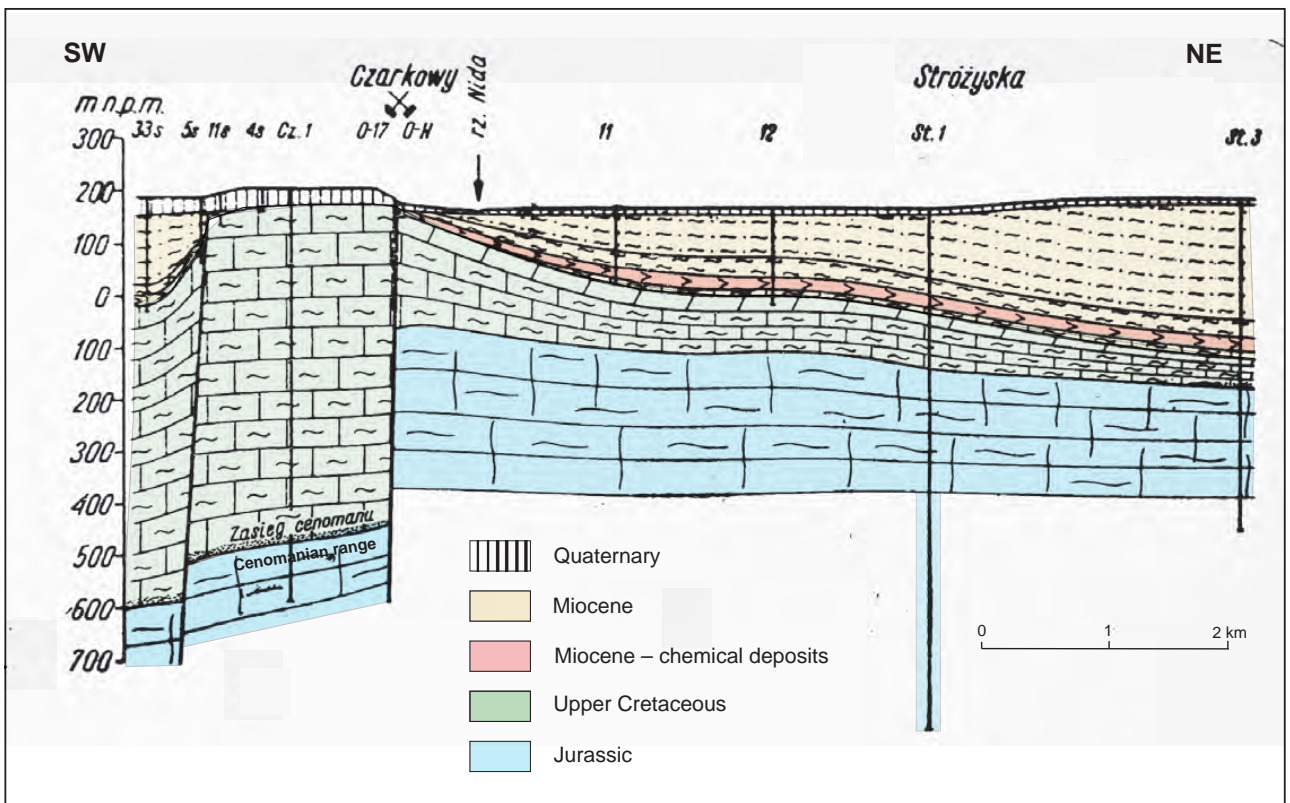 SW
NE
Czarkowy
rz. Nida
Stróżyska
m n.p.m.
33s 5s 11s 4s Cz.1 0-17 0-H 11 12 St.1 St.3
300
200
100
0
100
200
300
400
500
600
700
Zasięg cenomanu
Cenomanian range
Quaternary
Miocene
Miocene – chemical deposits
Upper Cretaceous
Jurassic
0 1 2 km